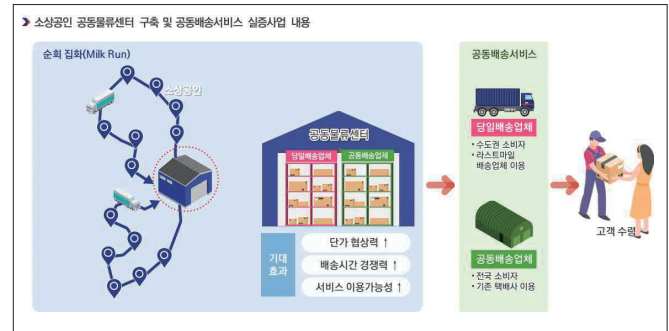 소상공인 공동물류센터 구축 및 공동배송서비스 실증사업 내용
순회 집화(Milk Run)
소상공인
공동물류센터
당일배송업체
공동배송업체
기대
효과
단가 협상력 ↑
배송시간 경쟁력 ↑
서비스 이용가능성 ↑
공동배송서비스
당일배송업체
• 수도권 소비자
• 라스트마일
배송업체 이용
공동배송업체
• 전국 소비자
• 기존 택배사 이용
고객 수령